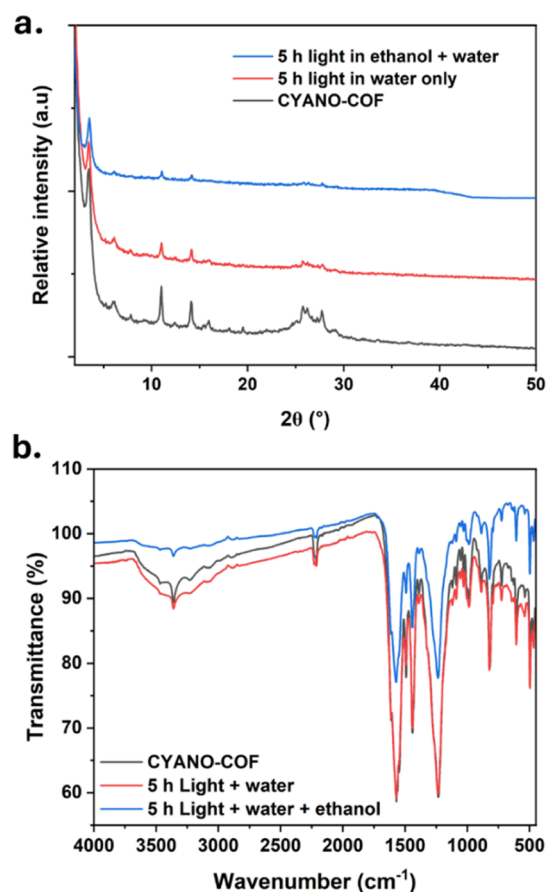 a.
5 h light in ethanol + water
5 h light in water only
CYANO-COF
Relative intensity (a.u)
10 20 30 40 50
2θ (°)
b.
110
100
90
80
70
60
Transmittance (%)
CYANO-COF
5 h Light + water
5 h Light + water + ethanol
4000 3500 3000 2500 2000 1500 1000 500
Wavenumber (cm⁻¹)